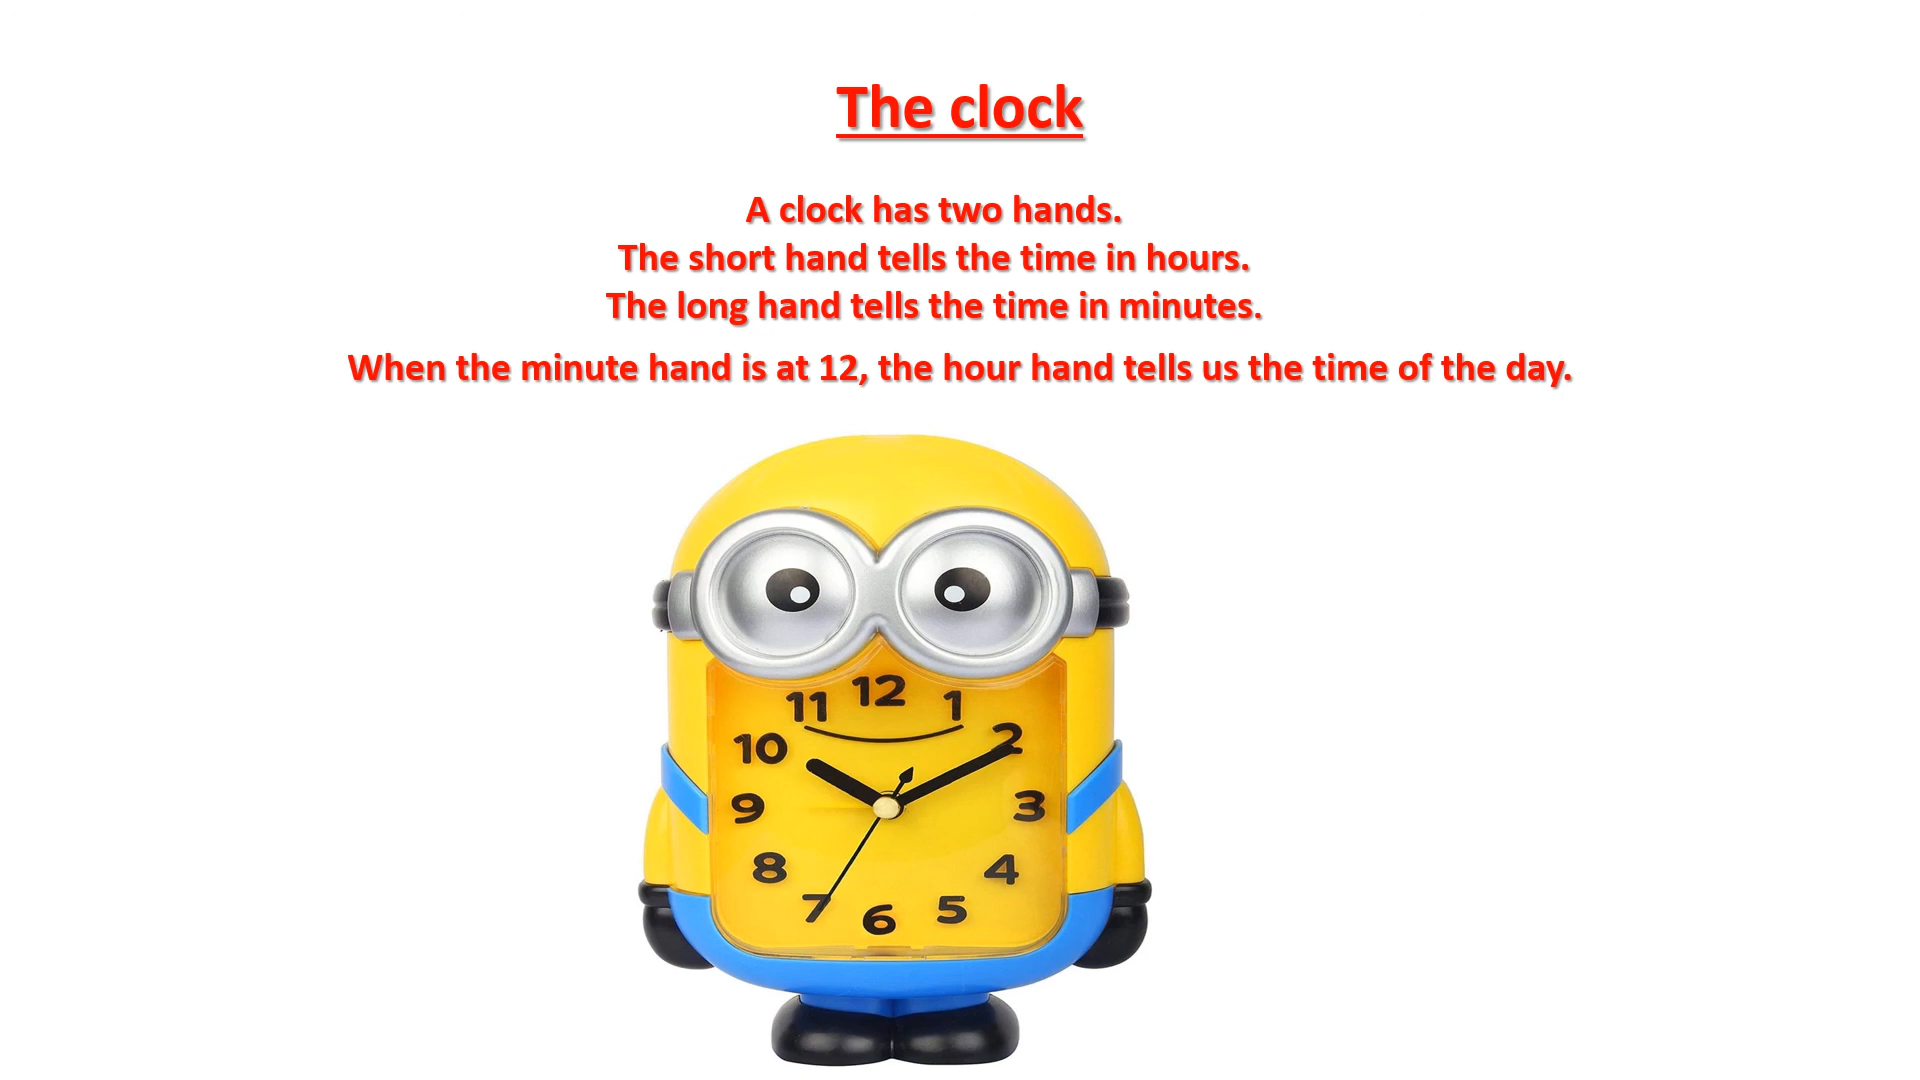 The clock
A clock has two hands.
The short hand tells the time in hours.
The long hand tells the time in minutes.
When the minute hand is at 12, the hour hand tells us the time of the day.
12
11 1
10 2
9 3
8 4
7 5
6